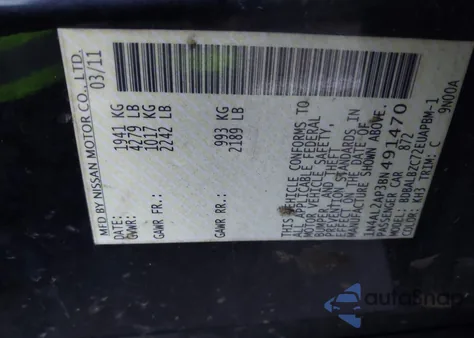 MFD BY NISSAN MOTOR CO., LTD.
DATE: 03/11
GVWR: 1941 KG
4279 LB
GAWR FR.: 1017 KG
2242 LB
GAWR RR.: 993 KG
2189 LB
THIS VEHICLE CONFORMS TO
ALL APPLICABLE FEDERAL
MOTOR VEHICLE SAFETY,
BUMPER, AND THEFT
PREVENTION STANDARDS IN
EFFECT ON THE DATE OF
MANUFACTURE SHOWN ABOVE.
1N4AL2AP3BN491470
PASSENGER CAR 872
MODEL: BDBALBZC72EUAPBM-1
COLOR: KH3 TRIM: C
9N00A
autoSnap